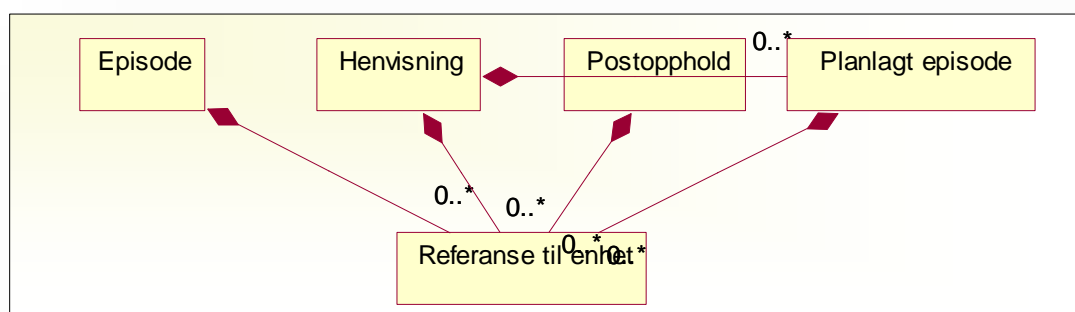 Episode
Henvisning
Postopphold
0..*
Planlagt episode
0..*
0..*
0..*
0..*
Referanse til enhet